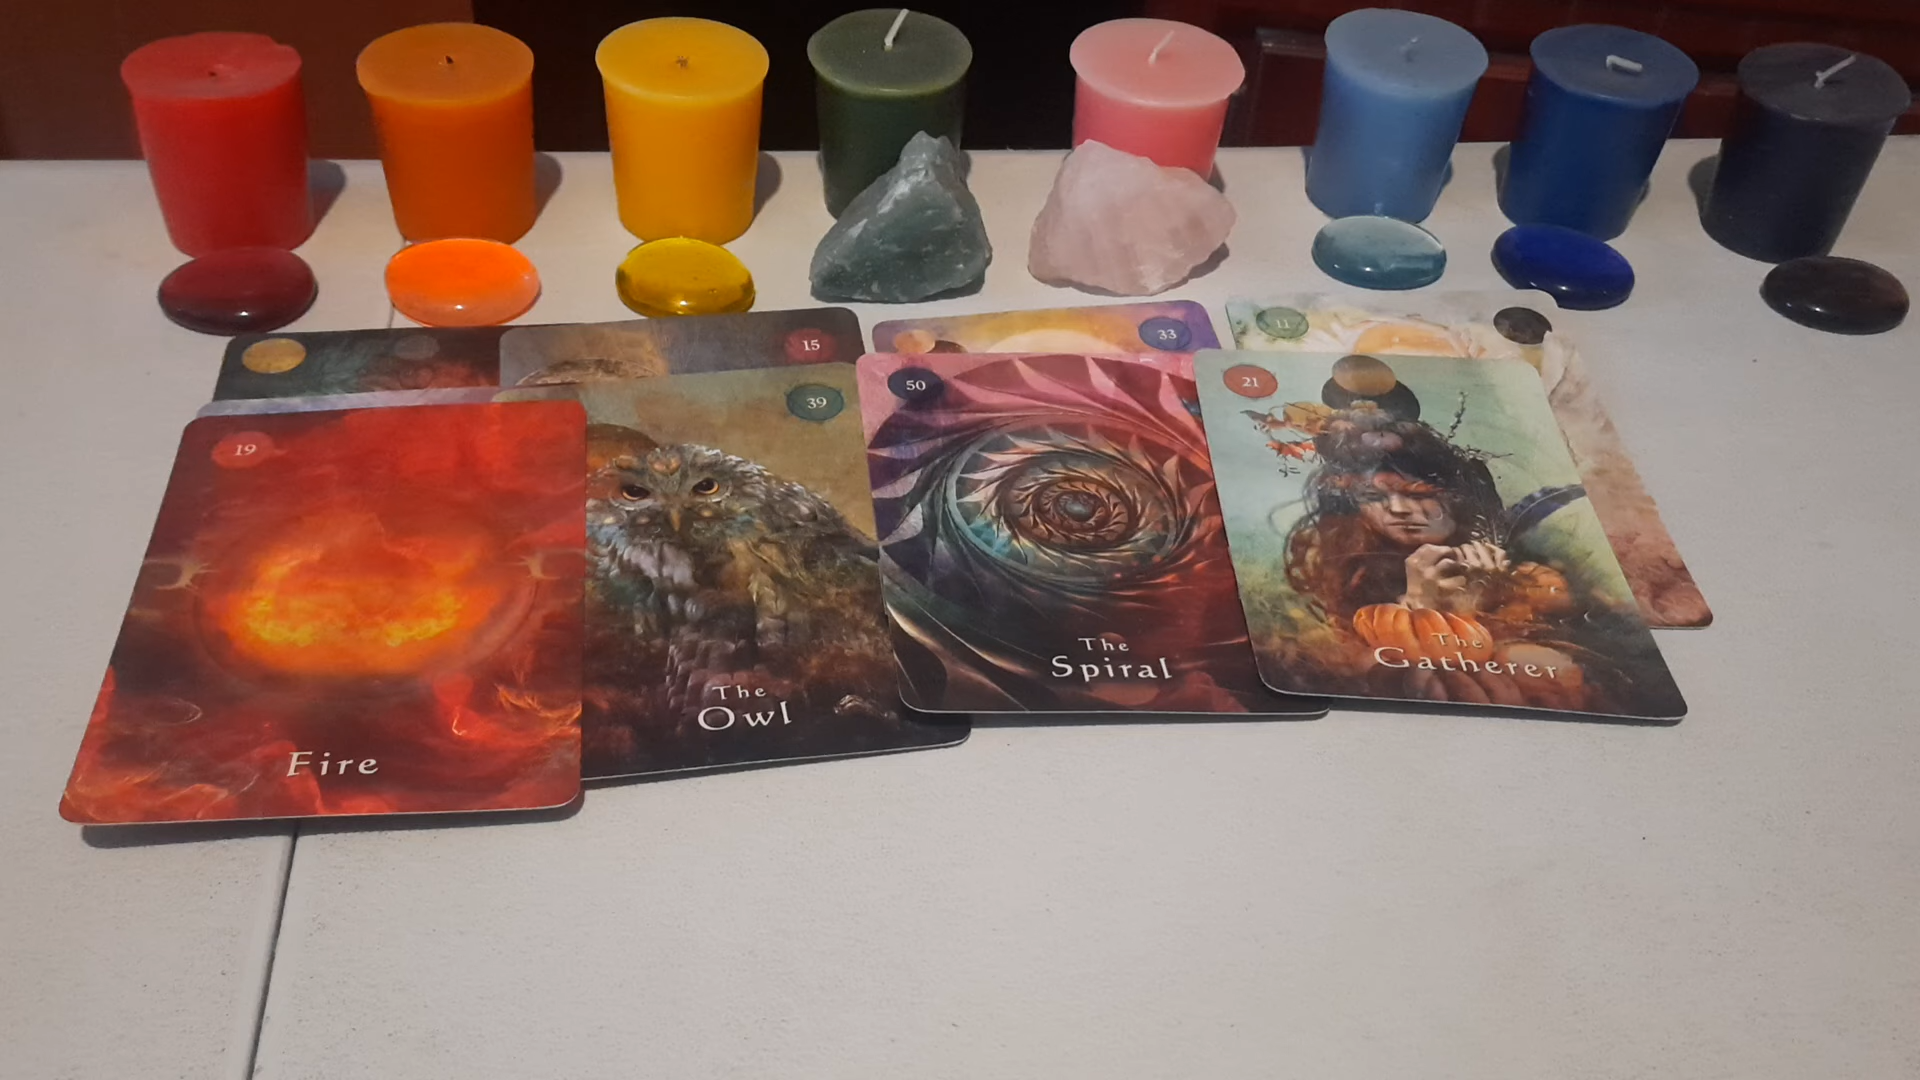 15
33
11
19
39
50
21
Fire
The
Owl
The
Spiral
The
Gatherer